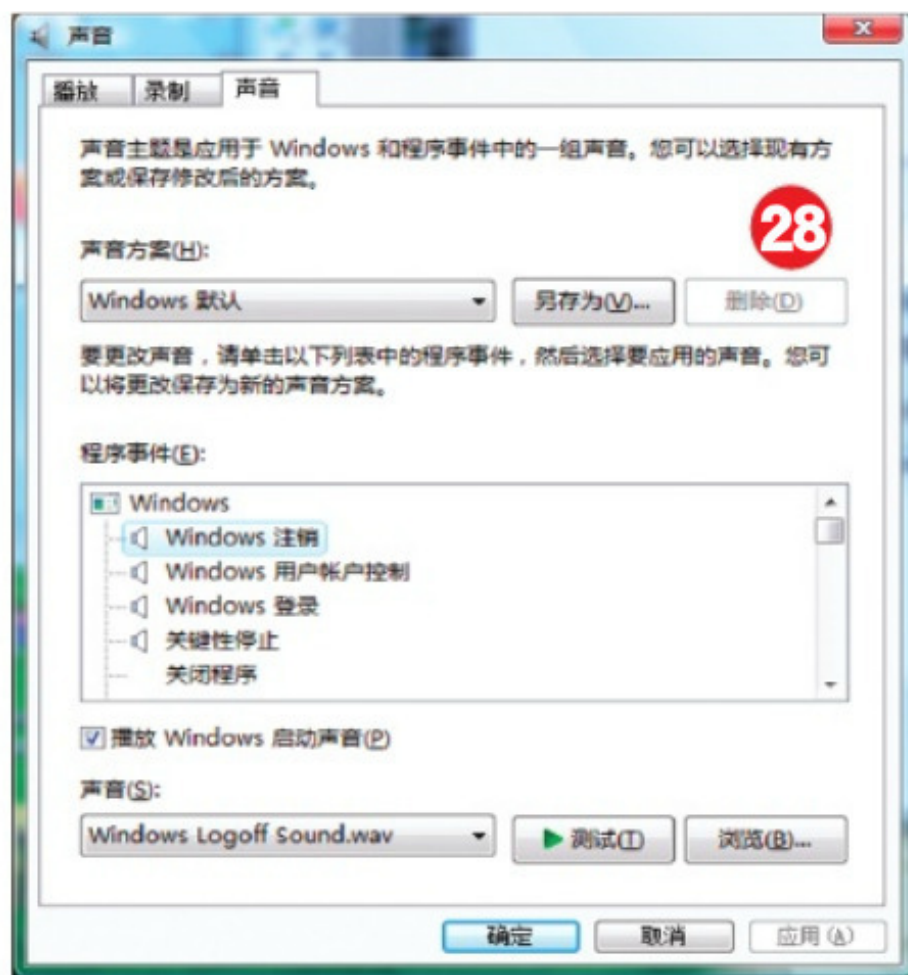 声音
播放 录制 声音
声音主题是应用于 Windows 和程序事件中的一组声音。您可以选择现有方
案或保存修改后的方案。
28
声音方案(H):
Windows 默认 另存为(V)... 删除(D)
要更改声音，请单击以下列表中的程序事件，然后选择要应用的声音。您可
以将更改保存为新的声音方案。
程序事件(E):
Windows
Windows 注销
Windows 用户帐户控制
Windows 登录
关键性停止
关闭程序
播放 Windows 启动声音(P)
声音(S):
Windows Logoff Sound.wav 测试(T) 浏览(B)...
确定 取消 应用(A)